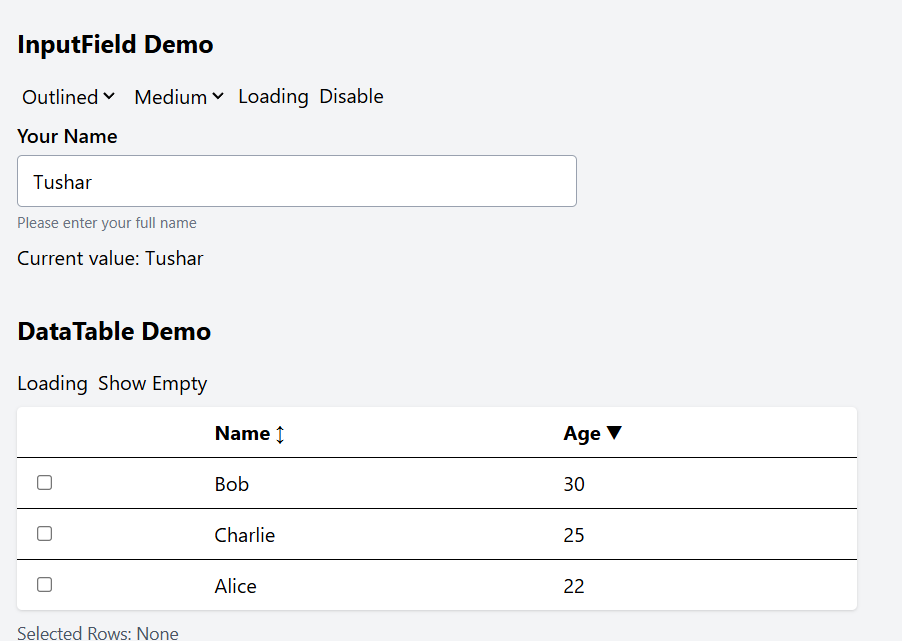 InputField Demo
Outlined Medium Loading Disable
Your Name
Tushar
Please enter your full name
Current value: Tushar
DataTable Demo
Loading Show Empty
Name ↕ Age ▼
Bob 30
Charlie 25
Alice 22
Selected Rows: None